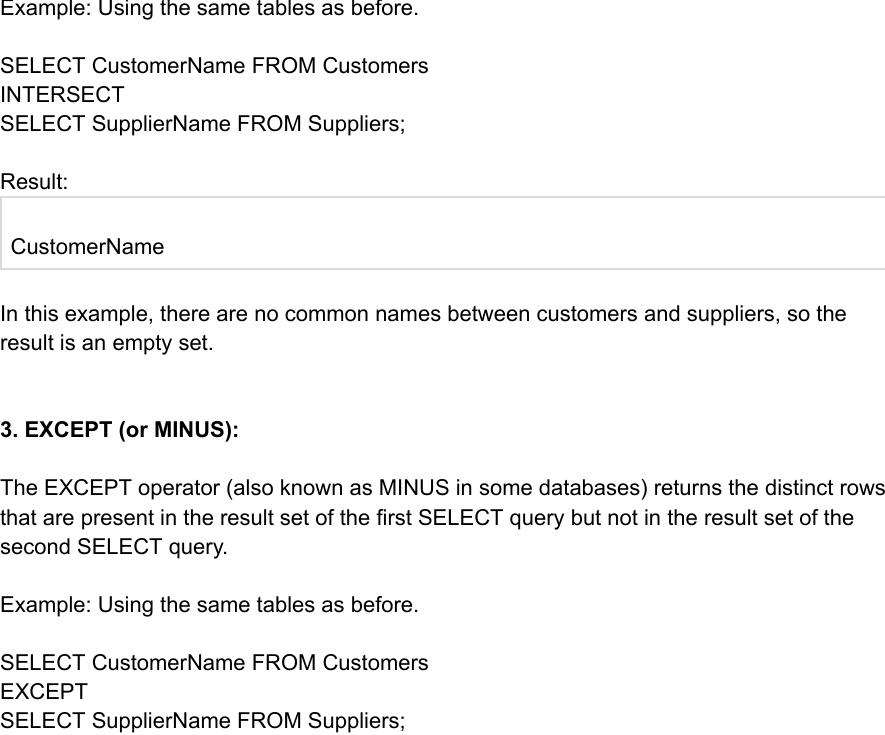 Example: Using the same tables as before.
SELECT CustomerName FROM Customers
INTERSECT
SELECT SupplierName FROM Suppliers;
Result:
CustomerName
In this example, there are no common names between customers and suppliers, so the
result is an empty set.
3. EXCEPT (or MINUS):
The EXCEPT operator (also known as MINUS in some databases) returns the distinct rows
that are present in the result set of the first SELECT query but not in the result set of the
second SELECT query.
Example: Using the same tables as before.
SELECT CustomerName FROM Customers
EXCEPT
SELECT SupplierName FROM Suppliers;